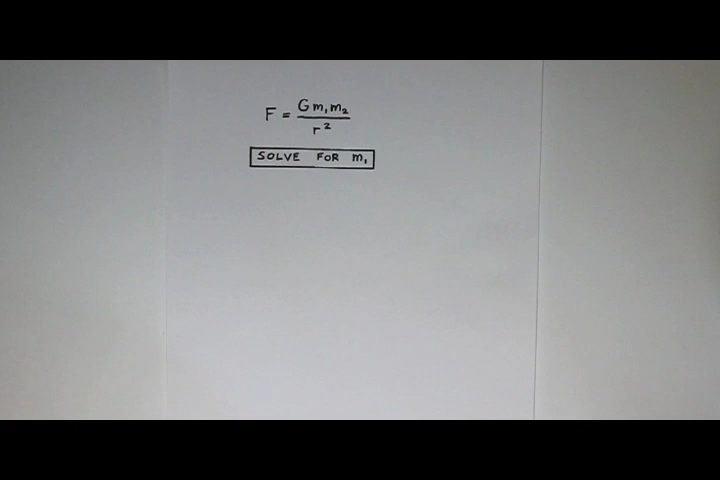 F = Gm₁m₂
r²
SOLVE FOR m₁